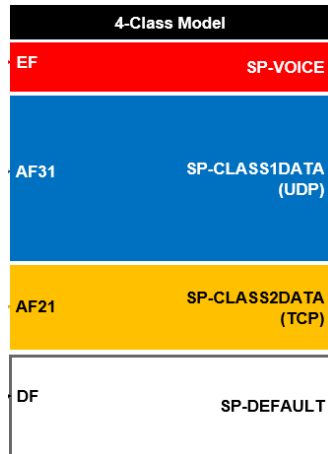 4-Class Model
EF
SP-VOICE
AF31
SP-CLASS1DATA
(UDP)
AF21
SP-CLASS2DATA
(TCP)
DF
SP-DEFAULT